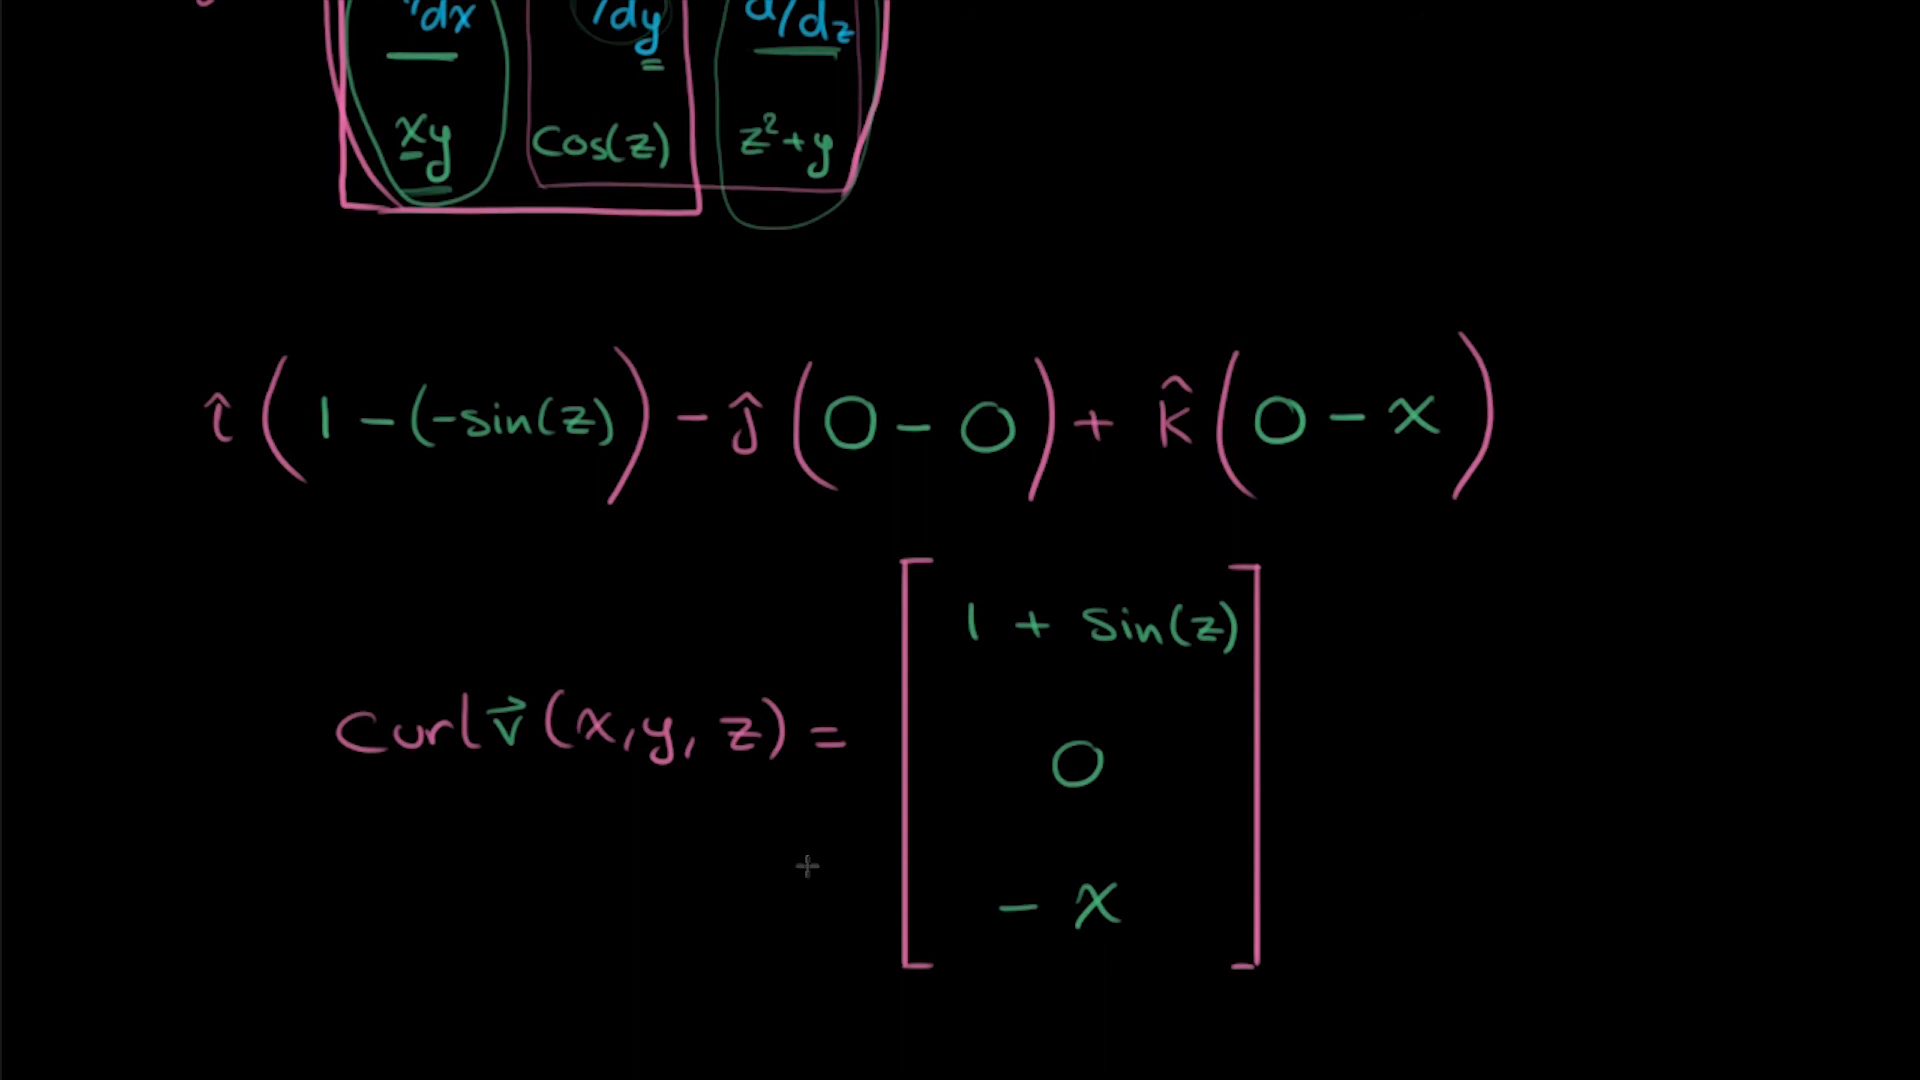 /dx /dy d/dz
xy Cos(z) z²+y
î (1 - (-sin(z)) - ĵ (0 - 0) + k̂ (0 - x)
Curl v⃗ (x,y,z) =
1 + Sin(z)
0
- x